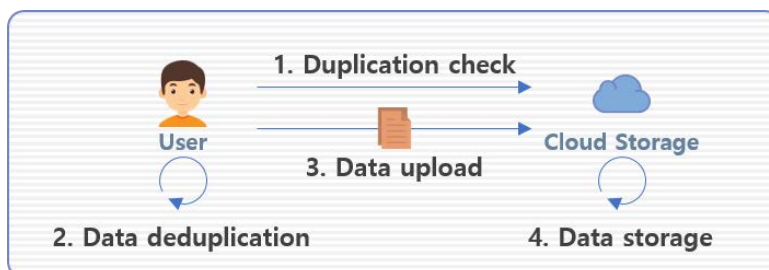 1. Duplication check
User
Cloud Storage
3. Data upload
2. Data deduplication
4. Data storage